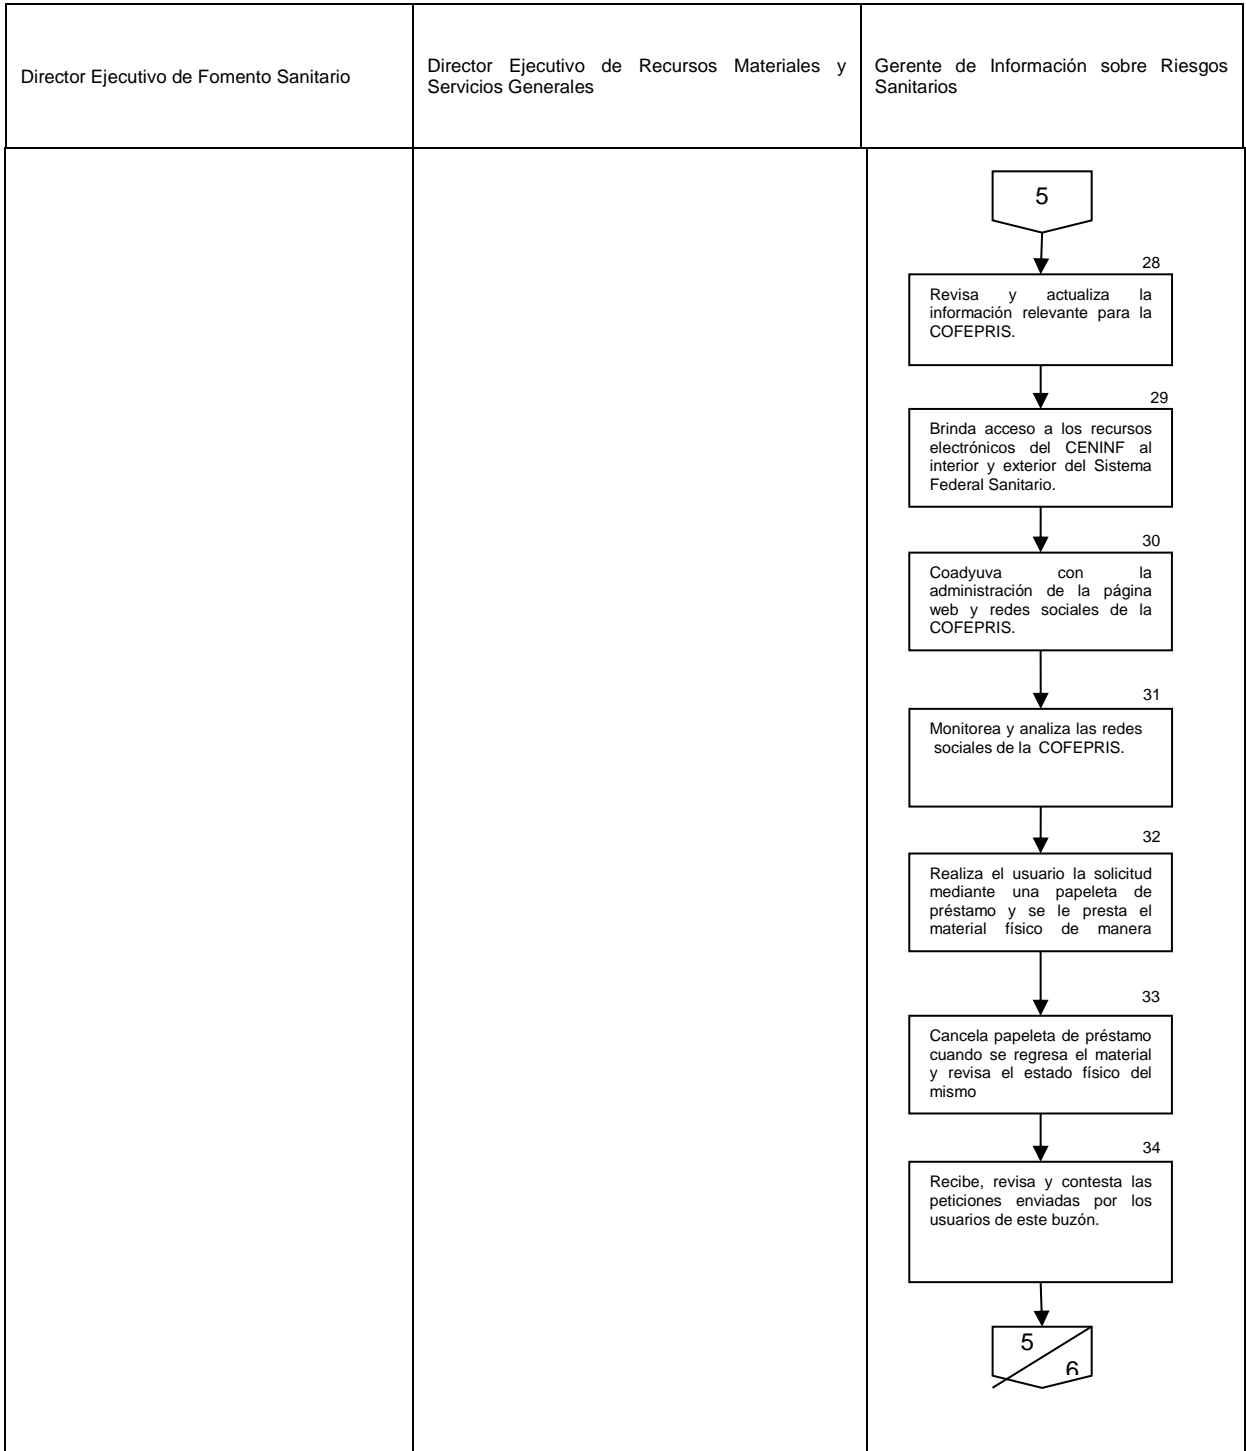 Director Ejecutivo de Fomento Sanitario
Director Ejecutivo de Recursos Materiales y
Servicios Generales
Gerente de Información sobre Riesgos
Sanitarios
5
28
Revisa y actualiza la
información relevante para la
COFEPRIS.
29
Brinda acceso a los recursos
electrónicos del CENINF al
interior y exterior del Sistema
Federal Sanitario.
30
Coadyuva con la
administración de la página
web y redes sociales de la
COFEPRIS.
31
Monitorea y analiza las redes
sociales de la COFEPRIS.
32
Realiza el usuario la solicitud
mediante una papeleta de
préstamo y se le presta el
material físico de manera
33
Cancela papeleta de préstamo
cuando se regresa el material
y revisa el estado físico del
mismo
34
Recibe, revisa y contesta las
peticiones enviadas por los
usuarios de este buzón.
5
6